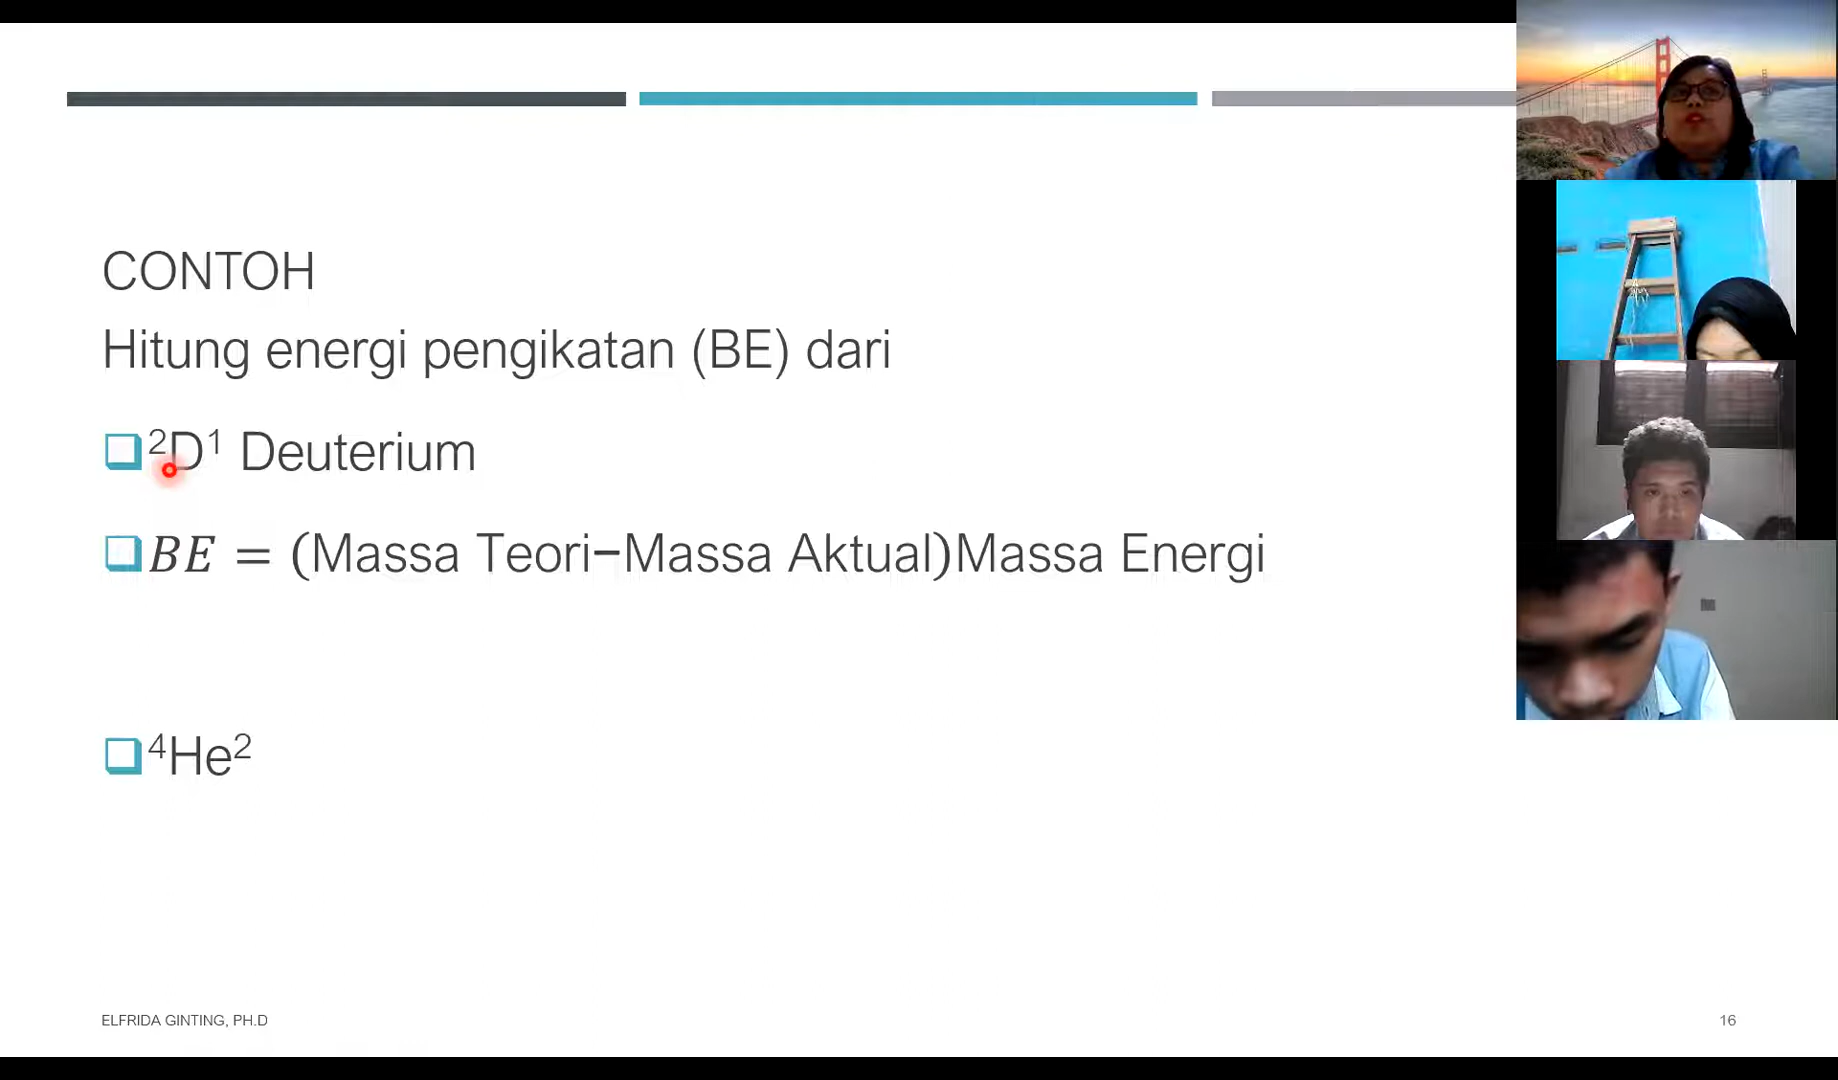 CONTOH
Hitung energi pengikatan (BE) dari
²D¹ Deuterium
BE = (Massa Teori−Massa Aktual)Massa Energi
⁴He²
ELFRIDA GINTING, PH.D
16